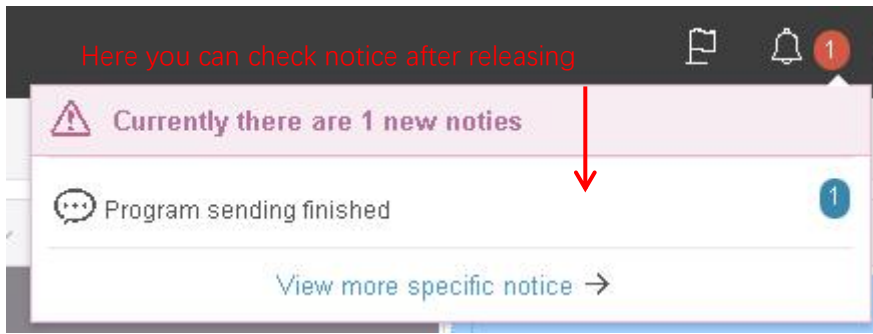 Here you can check notice after releasing
1
Currently there are 1 new noties
Program sending finished
1
View more specific notice →